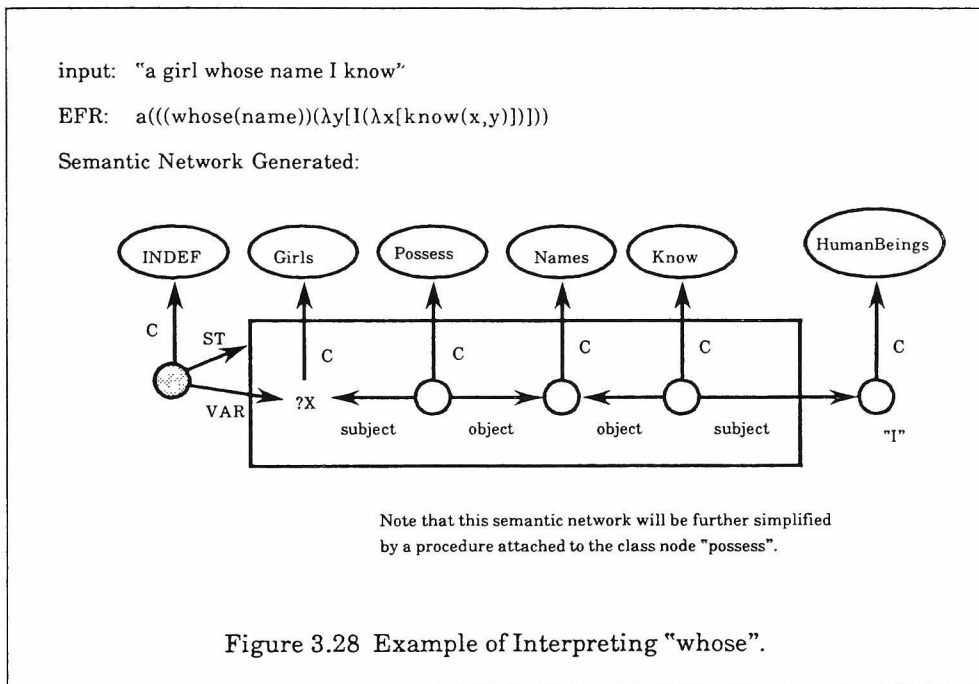 input: "a girl whose name I know"
EFR: a(((whose(name))(λy[I(λx[know(x,y)])]))
Semantic Network Generated:
INDEF Girls Possess Names Know HumanBeings
C ST C C C C C
VAR ?X
subject object object subject "I"
Note that this semantic network will be further simplified
by a procedure attached to the class node "possess".
Figure 3.28 Example of Interpreting "whose".